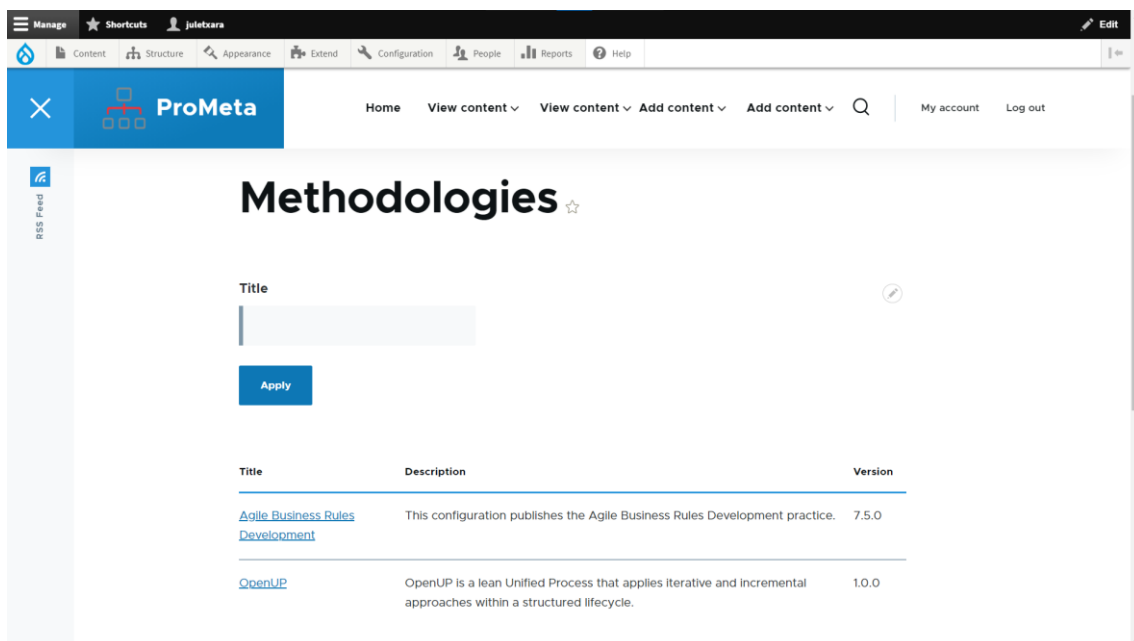 Manage Shortcuts juletxara Edit
Content Structure Appearance Extend Configuration People Reports Help
ProMeta Home View content View content Add content Add content My account Log out
RSS Feed
Methodologies
Title
Apply
Title Description Version
Agile Business Rules Development This configuration publishes the Agile Business Rules Development practice. 7.5.0
OpenUP OpenUP is a lean Unified Process that applies iterative and incremental 1.0.0
approaches within a structured lifecycle.